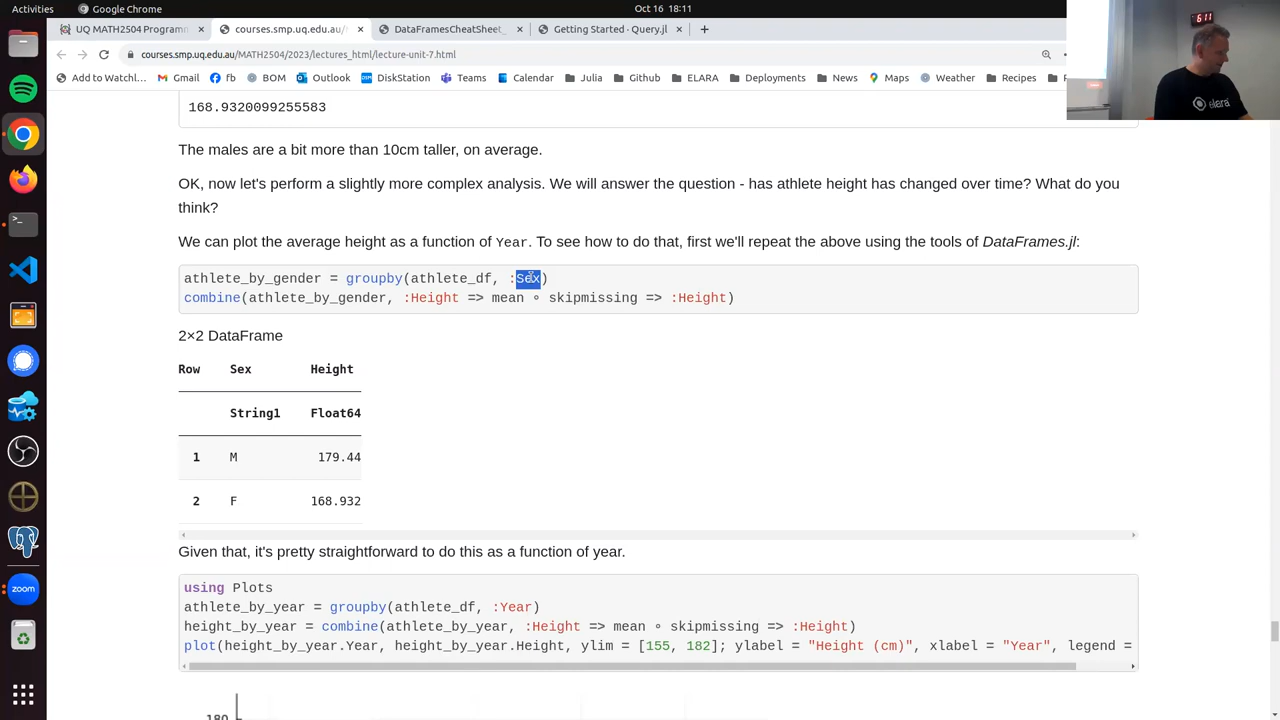 Activities
Google Chrome
Oct 16 18:11
UQ MATH2504 Programm
courses.smp.uq.edu.au/
DataFramesCheatSheet_
Getting Started · Query.jl
courses.smp.uq.edu.au/MATH2504/2023/lectures_html/lecture-unit-7.html
Add to Watchl…
Gmail
fb
BOM
Outlook
DiskStation
Teams
Calendar
Julia
Github
ELARA
Deployments
News
Maps
Weather
Recipes
611
elara
168.9320099255583
The males are a bit more than 10cm taller, on average.
OK, now let's perform a slightly more complex analysis. We will answer the question - has athlete height has changed over time? What do you
think?
We can plot the average height as a function of Year. To see how to do that, first we'll repeat the above using the tools of DataFrames.jl:
athlete_by_gender = groupby(athlete_df, :Sex)
combine(athlete_by_gender, :Height => mean ∘ skipmissing => :Height)
2×2 DataFrame
Row Sex Height
String1 Float64
1 M 179.44
2 F 168.932
Given that, it's pretty straightforward to do this as a function of year.
using Plots
athlete_by_year = groupby(athlete_df, :Year)
height_by_year = combine(athlete_by_year, :Height => mean ∘ skipmissing => :Height)
plot(height_by_year.Year, height_by_year.Height, ylim = [155, 182]; ylabel = "Height (cm)", xlabel = "Year", legend =
180
zoom